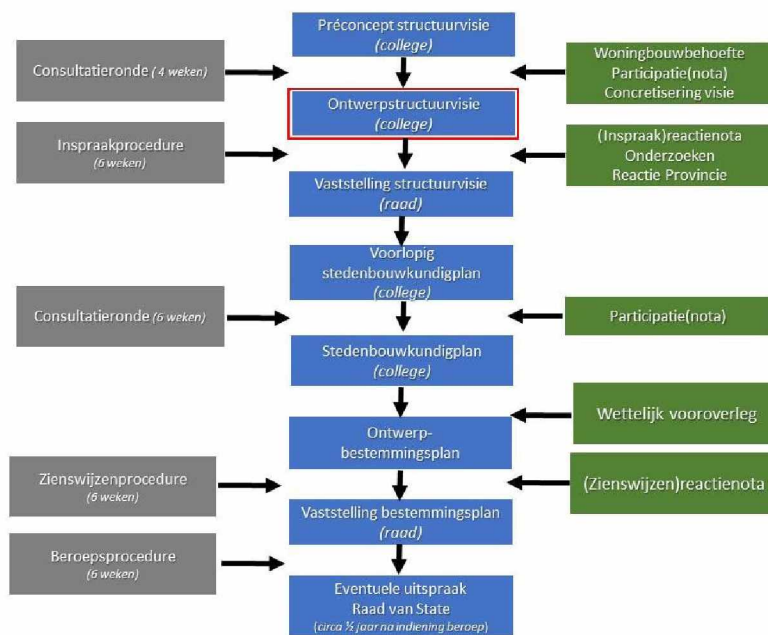 Préconcept structuurvisie
(college)
Consultatieronde (4 weken)
Woningbouwbehoefte
Participatie(nota)
Concretisering visie
Ontwerpstructuurvisie
(college)
Inspraakprocedure
(6 weken)
(Inspraak)reactienota
Onderzoeken
Reactie Provincie
Vaststelling structuurvisie
(raad)
Voorlopig
stedenbouwkundigplan
(college)
Consultatieronde (6 weken)
Participatie(nota)
Stedenbouwkundigplan
(college)
Wettelijk vooroverleg
Ontwerp-
bestemmingsplan
Zienswijzenprocedure
(6 weken)
(Zienswijzen)reactienota
Vaststelling bestemmingsplan
(raad)
Beroepsprocedure
(6 weken)
Eventuele uitspraak
Raad van State
(circa ½ jaar na indiening beroep)